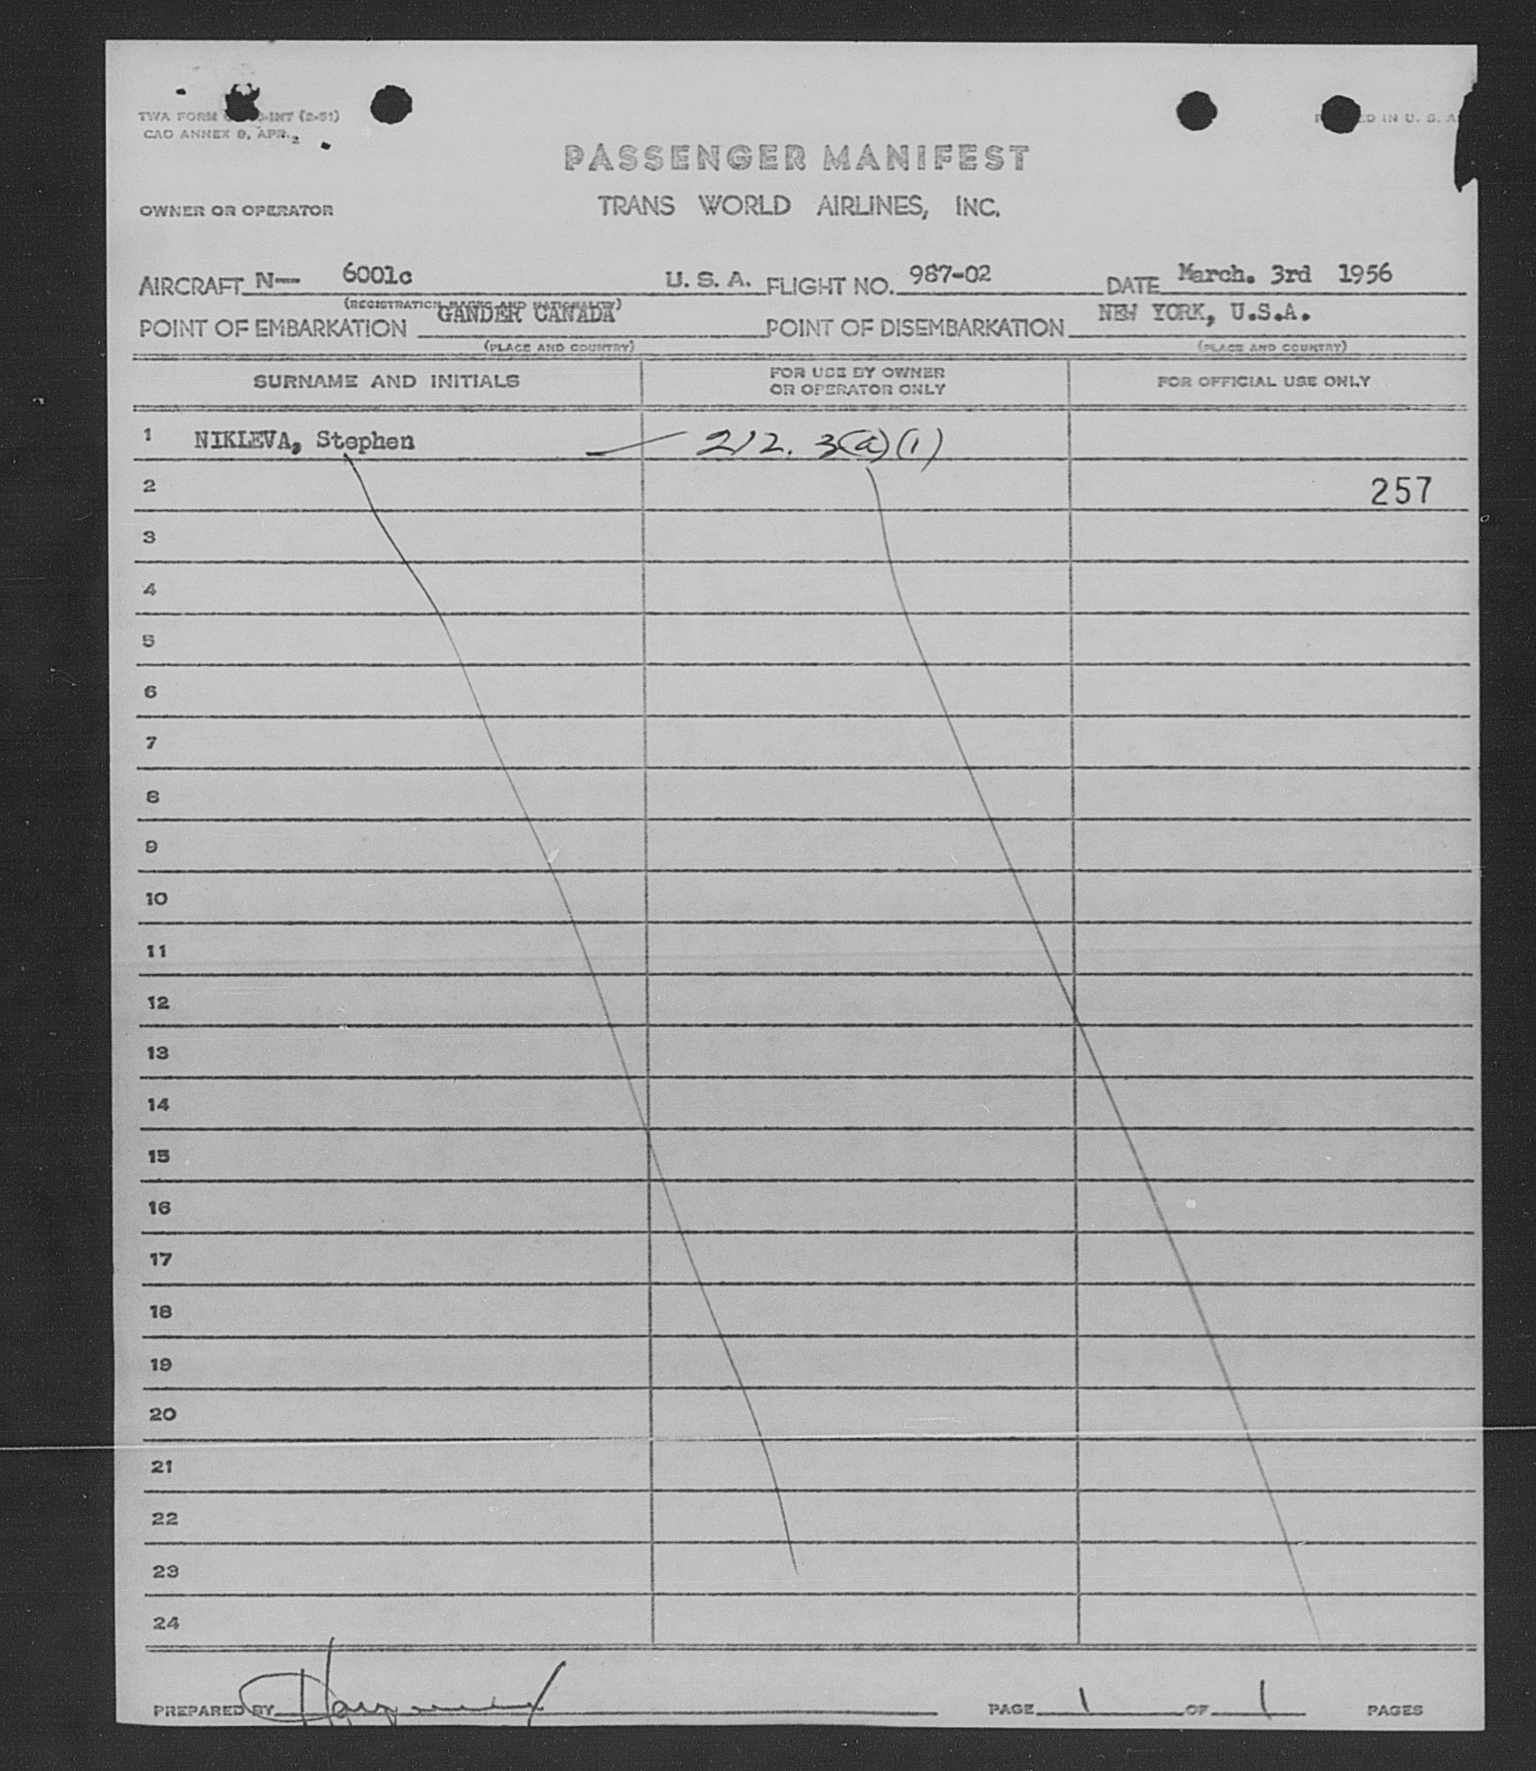 TWA FORM -INT (2-51)
CAO ANNEX 9, APR.
IN U. S. A
PASSENGER MANIFEST
OWNER OR OPERATOR
TRANS WORLD AIRLINES, INC.
AIRCRAFT N-- 6001c U. S. A. FLIGHT NO. 987-02 DATE March. 3rd 1956
(REGISTRATION MARKS AND NATIONALITY)
POINT OF EMBARKATION GANDER CANADA POINT OF DISEMBARKATION NEW YORK, U.S.A.
(PLACE AND COUNTRY) (PLACE AND COUNTRY)
SURNAME AND INITIALS
FOR USE BY OWNER
OR OPERATOR ONLY
FOR OFFICIAL USE ONLY
1 NIKLEVA, Stephen 212. 3(a)(1)
2 257
3
4
5
6
7
8
9
10
11
12
13
14
15
16
17
18
19
20
21
22
23
24
PREPARED BY PAGE 1 OF 1 PAGES